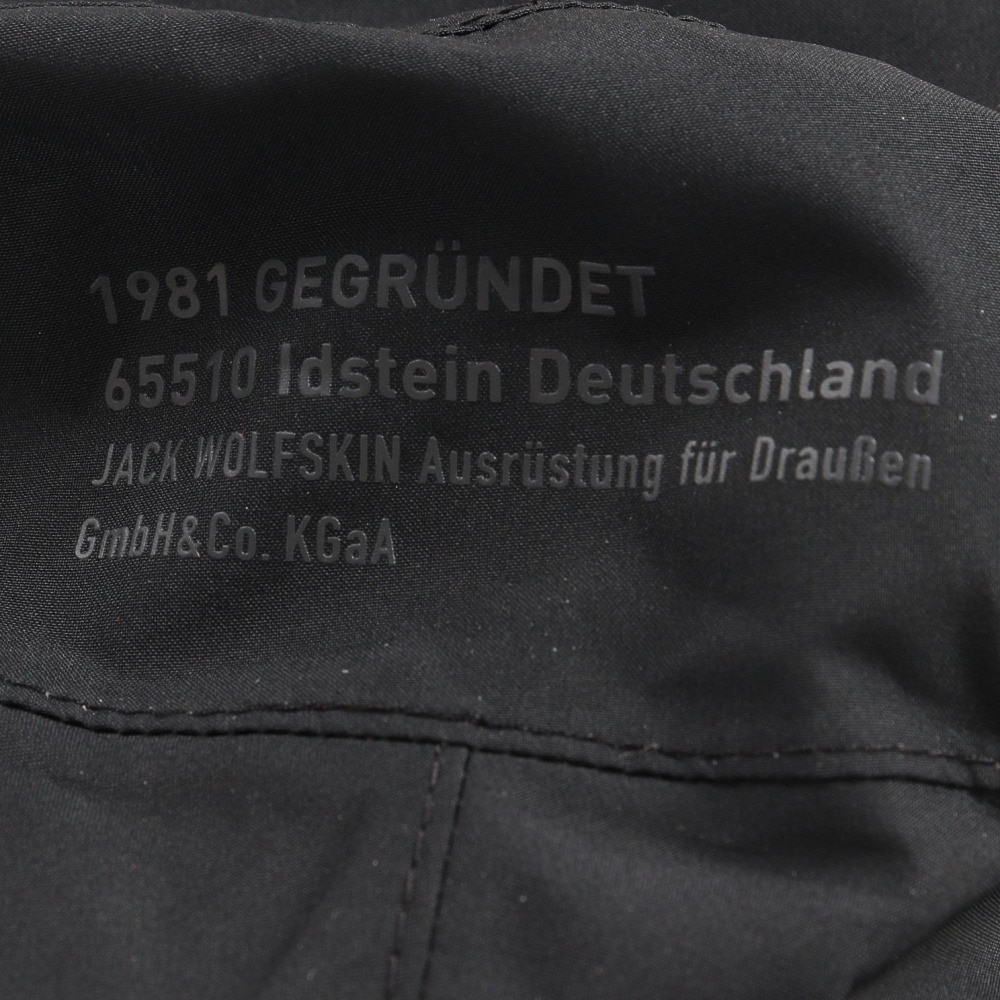 1981 GEGRÜNDET
65510 Idstein Deutschland
JACK WOLFSKIN Ausrüstung für Draußen
GmbH&Co. KGaA